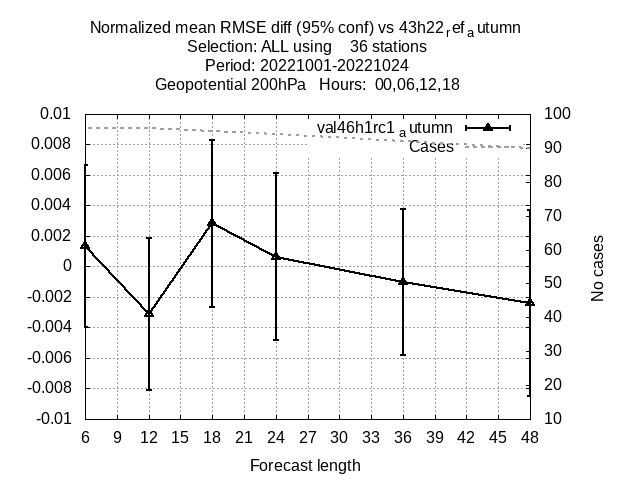 Normalized mean RMSE diff (95% conf) vs 43h22refautumn
Selection: ALL using 36 stations
Period: 20221001-20221024
Geopotential 200hPa Hours: 00,06,12,18
val46h1rc1 a utumn
Cases
0.01
0.008
0.006
0.004
0.002
0
-0.002
-0.004
-0.006
-0.008
-0.01
100
90
80
70
60
50
40
30
20
10
No cases
6 9 12 15 18 21 24 27 30 33 36 39 42 45 48
Forecast length